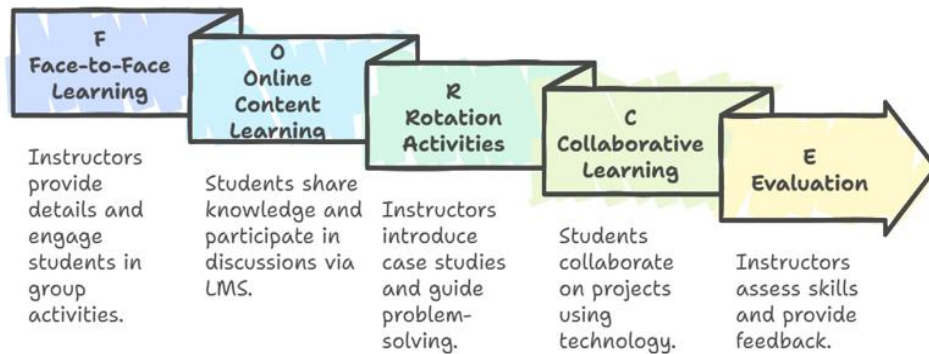 F
Face-to-Face
Learning
O
Online
Content
Learning
R
Rotation
Activities
C
Collaborative
Learning
E
Evaluation
Instructors
provide
details and
engage
students in
group
activities.
Students share
knowledge and
participate in
discussions via
LMS.
Instructors
introduce
case studies
and guide
problem-
solving.
Students
collaborate
on projects
using
technology.
Instructors
assess skills
and provide
feedback.